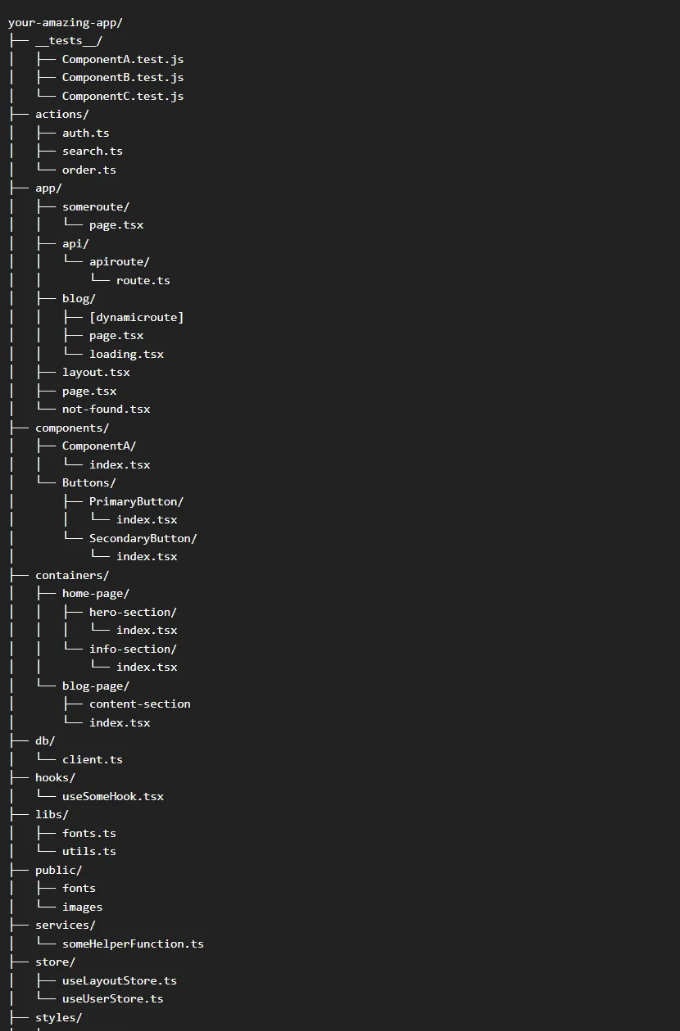 your-amazing-app/
├── __tests__/
│   ├── ComponentA.test.js
│   ├── ComponentB.test.js
│   └── ComponentC.test.js
├── actions/
│   ├── auth.ts
│   ├── search.ts
│   └── order.ts
├── app/
│   ├── someroute/
│   │   └── page.tsx
│   ├── api/
│   │   └── apiroute/
│   │       └── route.ts
│   ├── blog/
│   │   ├── [dynamicroute]
│   │   ├── page.tsx
│   │   └── loading.tsx
│   ├── layout.tsx
│   ├── page.tsx
│   └── not-found.tsx
├── components/
│   ├── ComponentA/
│   │   └── index.tsx
│   └── Buttons/
│       ├── PrimaryButton/
│       │   └── index.tsx
│       └── SecondaryButton/
│           └── index.tsx
├── containers/
│   ├── home-page/
│   │   ├── hero-section/
│   │   │   └── index.tsx
│   │   └── info-section/
│   │       └── index.tsx
│   └── blog-page/
│       ├── content-section
│       └── index.tsx
├── db/
│   └── client.ts
├── hooks/
│   └── useSomeHook.tsx
├── libs/
│   ├── fonts.ts
│   └── utils.ts
├── public/
│   ├── fonts
│   └── images
├── services/
│   └── someHelperFunction.ts
├── store/
│   ├── useLayoutStore.ts
│   └── useUserStore.ts
├── styles/